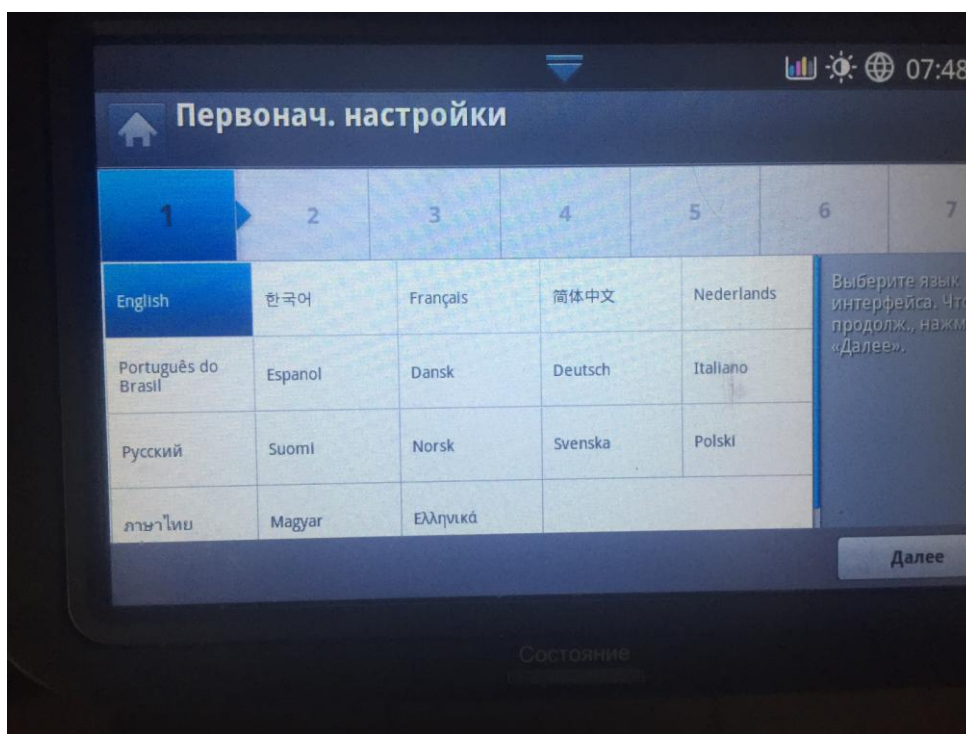 07:48
Первонач. настройки
1 2 3 4 5 6 7
English 한국어 Français 简体中文 Nederlands
Português do
Brasil Espanol Dansk Deutsch Italiano
Русский Suomi Norsk Svenska Polski
ภาษาไทย Magyar Ελληνικά
Выберите язык
интерфейса. Чт
продолж., нажм
«Далее».
Далее
Состояние